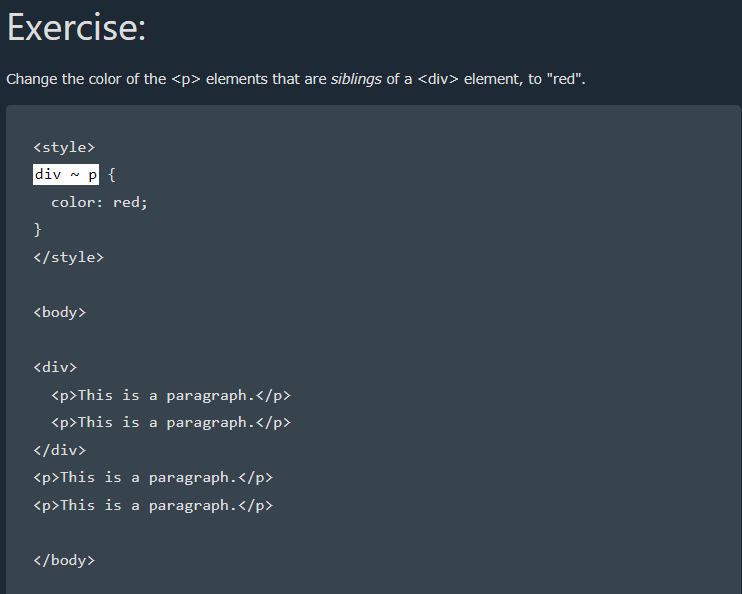 Exercise:
Change the color of the <p> elements that are siblings of a <div> element, to "red".
<style>
div ~ p {
  color: red;
}
</style>
<body>
<div>
  <p>This is a paragraph.</p>
  <p>This is a paragraph.</p>
</div>
<p>This is a paragraph.</p>
<p>This is a paragraph.</p>
</body>